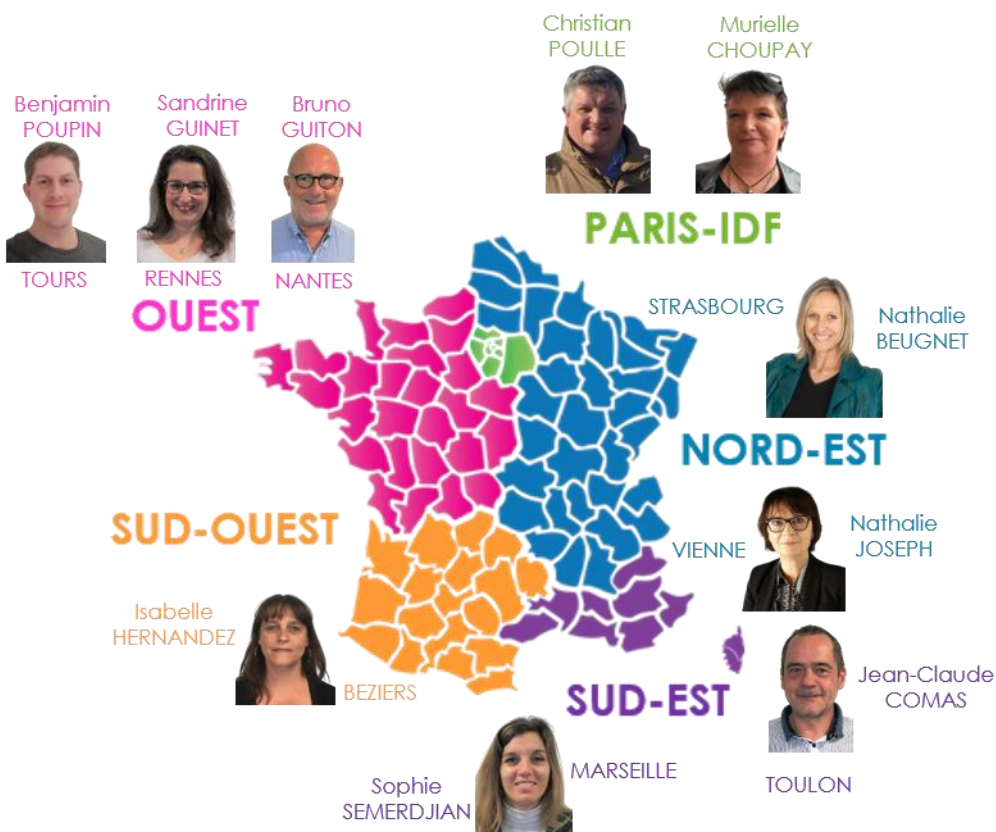 Christian
POULLE
Murielle
CHOUPAY
Benjamin
POUPIN
Sandrine
GUINET
Bruno
GUITON
PARIS-IDF
TOURS
RENNES
NANTES
OUEST
STRASBOURG
Nathalie
BEUGNET
NORD-EST
SUD-OUEST
VIENNE
Nathalie
JOSEPH
Isabelle
HERNANDEZ
BEZIERS
SUD-EST
Jean-Claude
COMAS
MARSEILLE
TOULON
Sophie
SEMERDJIAN